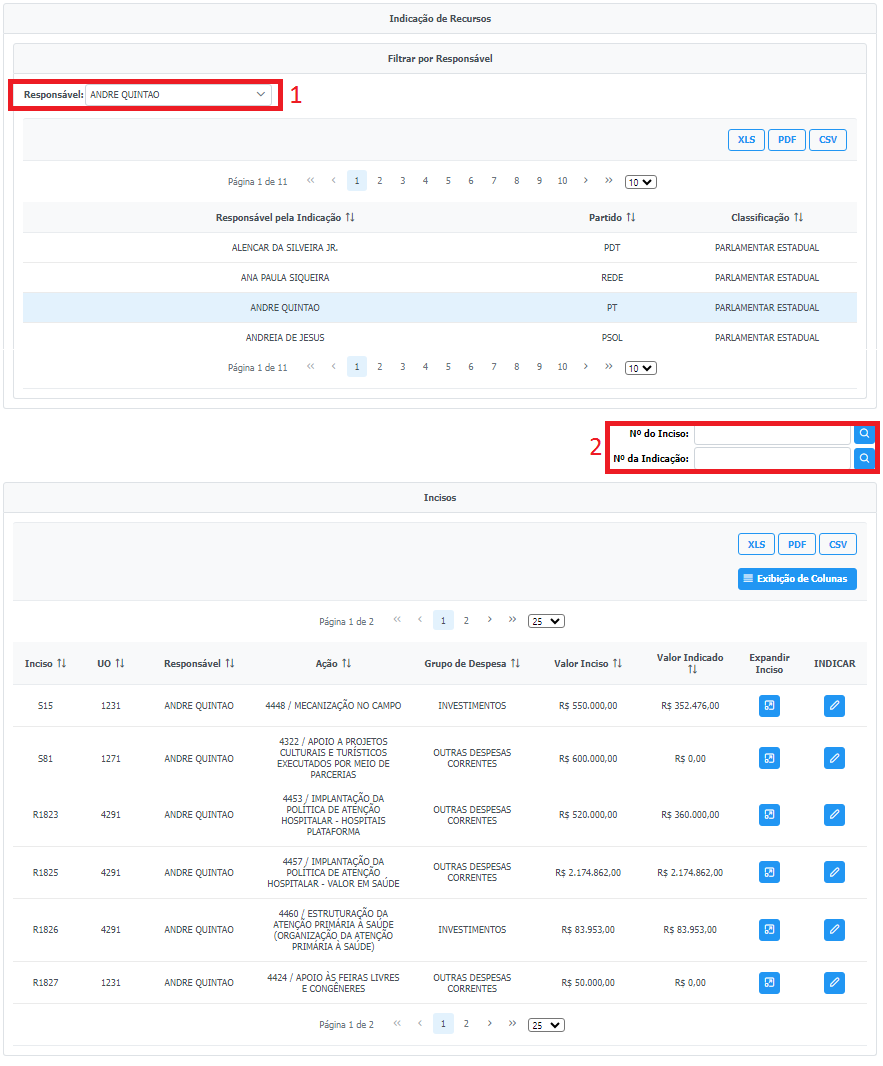 Indicação de Recursos
Filtrar por Responsável
Responsável: ANDRE QUINTAO 1
XLS PDF CSV
Página 1 de 11 1 2 3 4 5 6 7 8 9 10 10
Responsável pela Indicação Partido Classificação
ALENCAR DA SILVEIRA JR. PDT PARLAMENTAR ESTADUAL
ANA PAULA SIQUEIRA REDE PARLAMENTAR ESTADUAL
ANDRE QUINTAO PT PARLAMENTAR ESTADUAL
ANDREIA DE JESUS PSOL PARLAMENTAR ESTADUAL
Página 1 de 11 1 2 3 4 5 6 7 8 9 10 10
2
Nº do Inciso:
Nº da Indicação:
Incisos
XLS PDF CSV
Exibição de Colunas
Página 1 de 2 1 2 25
Inciso UO Responsável Ação Grupo de Despesa Valor Inciso Valor Indicado Expandir Inciso INDICAR
S15 1231 ANDRE QUINTAO 4448 / MECANIZAÇÃO NO CAMPO INVESTIMENTOS R$ 550.000,00 R$ 352.476,00
S81 1271 ANDRE QUINTAO 4322 / APOIO A PROJETOS CULTURAIS E TURÍSTICOS EXECUTADOS POR MEIO DE PARCERIAS OUTRAS DESPESAS CORRENTES R$ 600.000,00 R$ 0,00
R1823 4291 ANDRE QUINTAO 4453 / IMPLANTAÇÃO DA POLÍTICA DE ATENÇÃO HOSPITALAR - HOSPITAIS PLATAFORMA OUTRAS DESPESAS CORRENTES R$ 520.000,00 R$ 360.000,00
R1825 4291 ANDRE QUINTAO 4457 / IMPLANTAÇÃO DA POLÍTICA DE ATENÇÃO HOSPITALAR - VALOR EM SAÚDE OUTRAS DESPESAS CORRENTES R$ 2.174.862,00 R$ 2.174.862,00
R1826 4291 ANDRE QUINTAO 4460 / ESTRUTURAÇÃO DA ATENÇÃO PRIMÁRIA À SAÚDE (ORGANIZAÇÃO DA ATENÇÃO PRIMÁRIA À SAÚDE) INVESTIMENTOS R$ 83.953,00 R$ 83.953,00
R1827 1231 ANDRE QUINTAO 4424 / APOIO ÀS FEIRAS LIVRES E CONGÊNERES OUTRAS DESPESAS CORRENTES R$ 50.000,00 R$ 0,00
Página 1 de 2 1 2 25